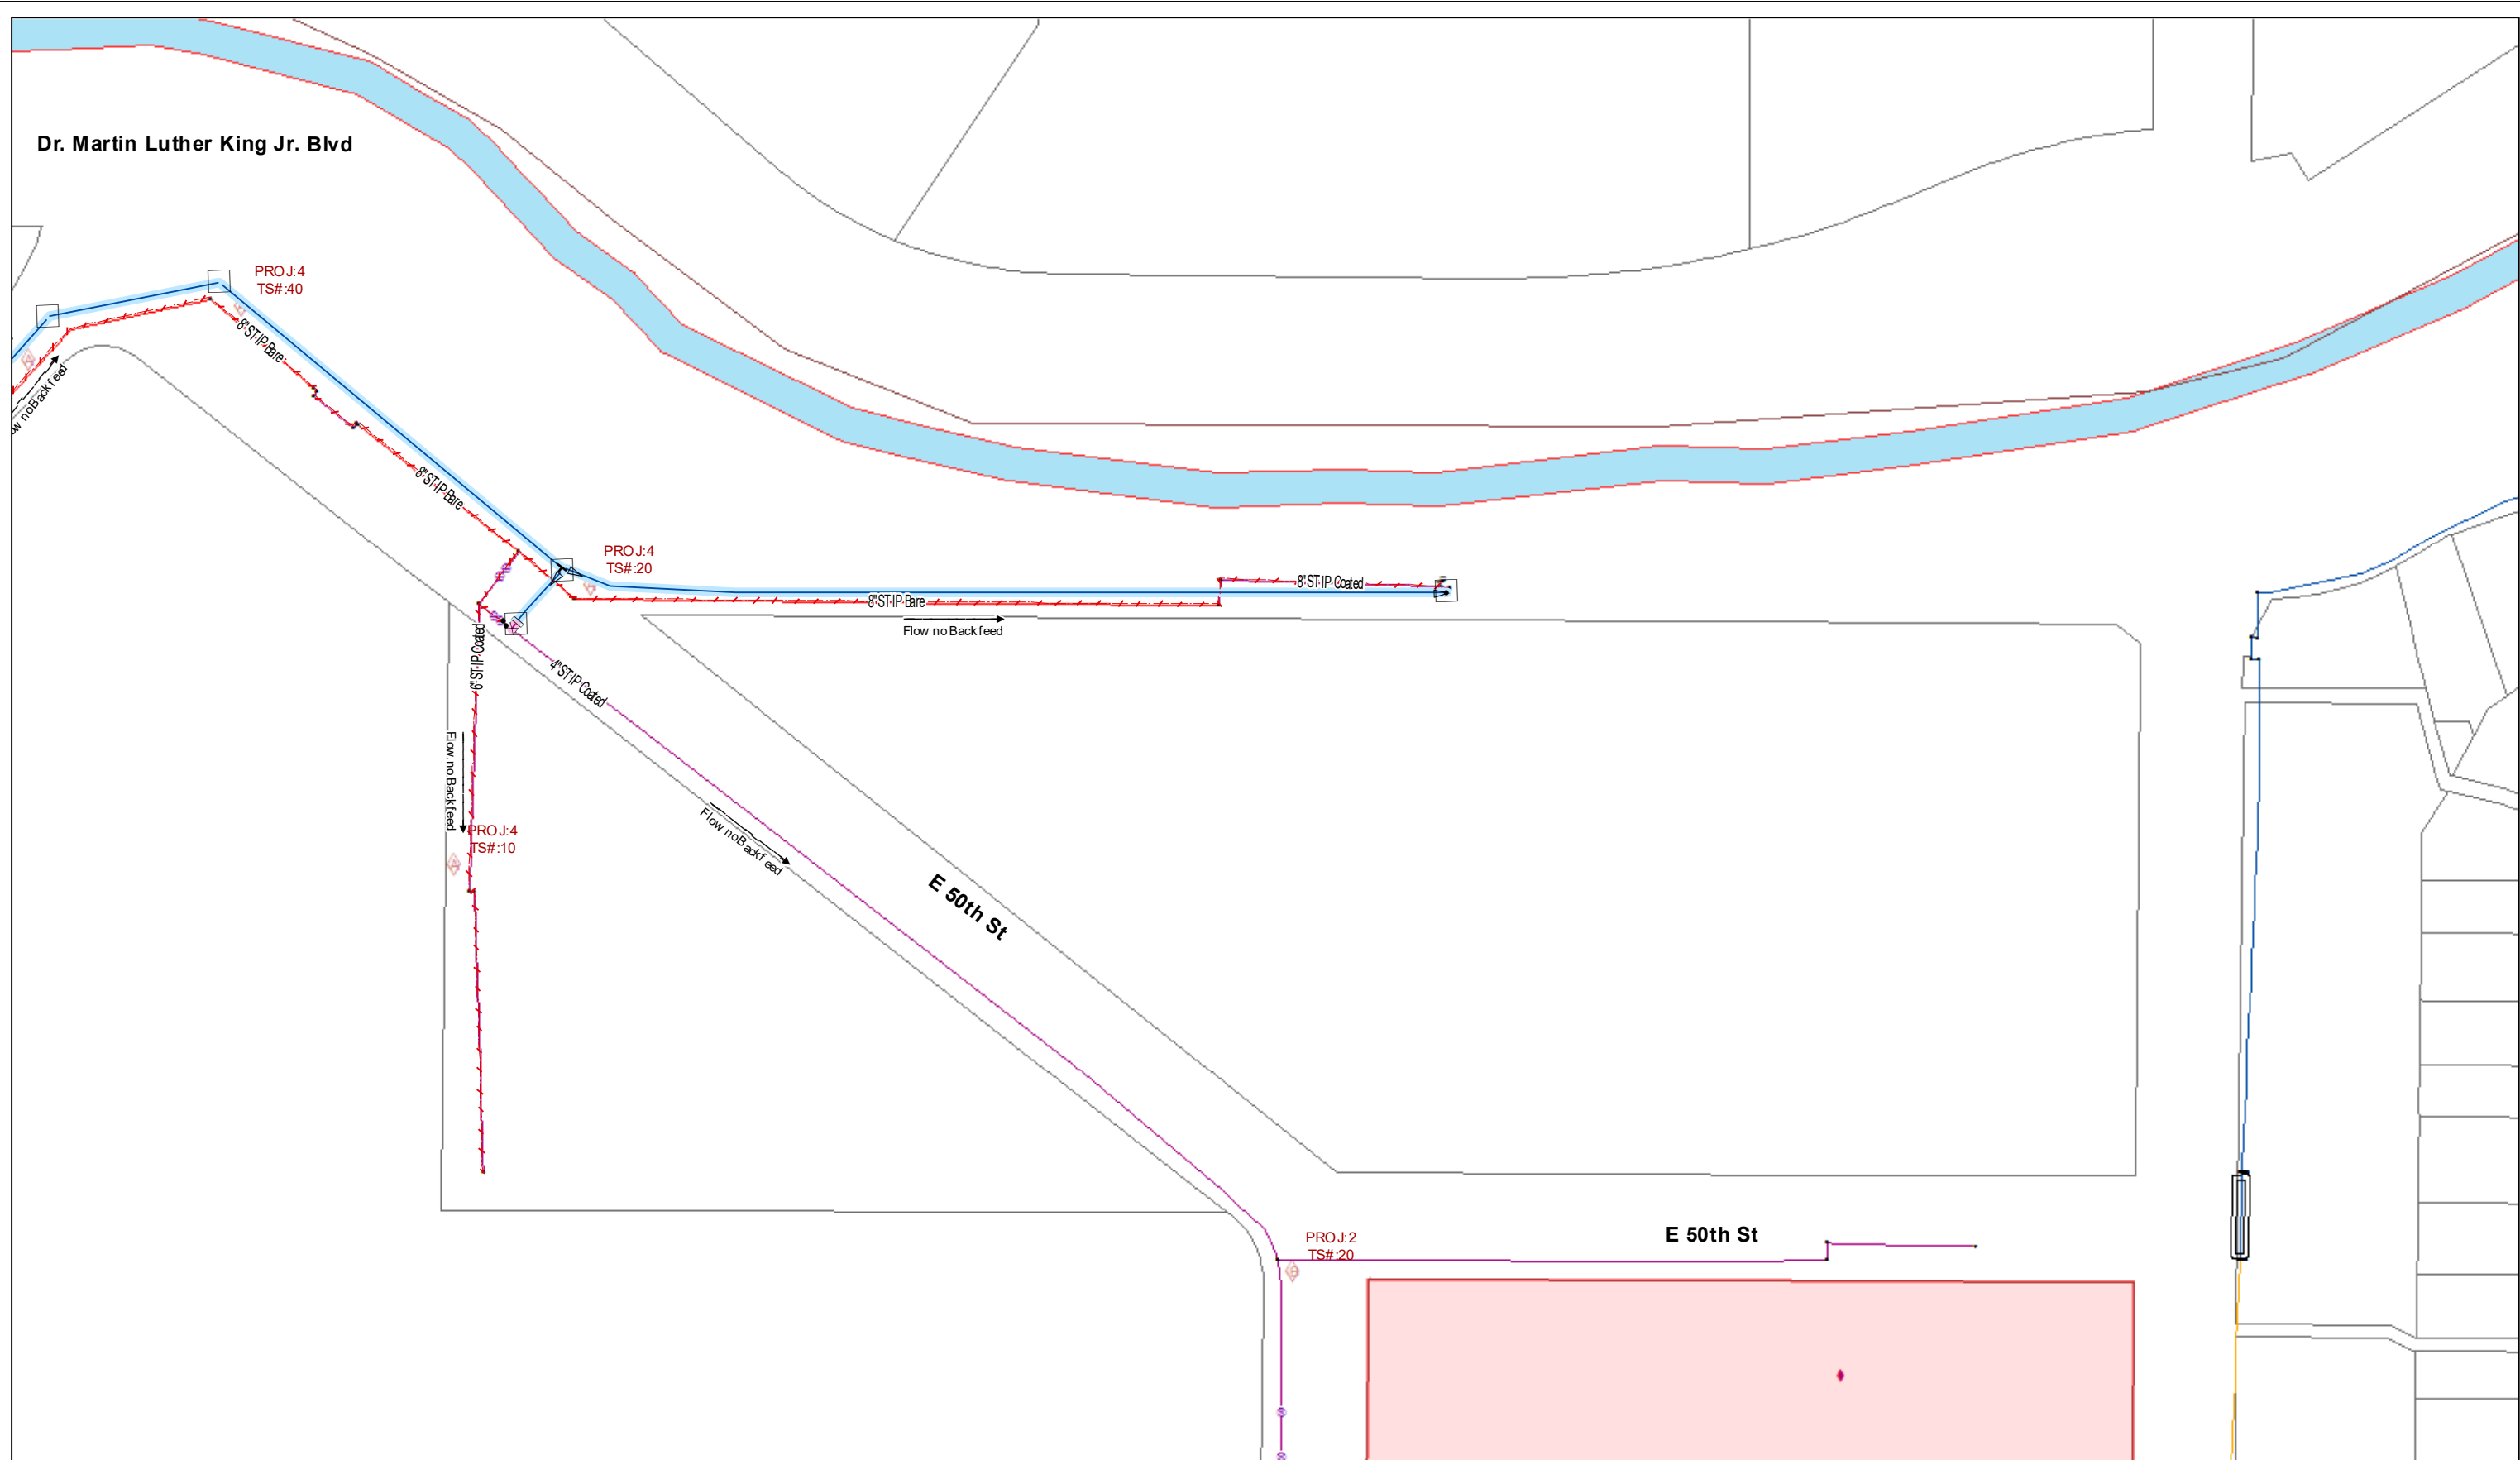 Dr. Martin Luther King Jr. Blvd
PROJ:4
TS#:40
8" ST-IP-Bare
noBackfeed
8" ST-IP-Bare
PROJ:4
TS#:20
8" ST-IP-Coated
8" ST-IP Bare
Flow no Backfeed
6" ST-IP-Coated
4" ST-IP Coated
Flow no Backfeed
PROJ:4
TS#:10
Flow no Backfeed
E 50th St
PROJ:2
TS#:20
E 50th St